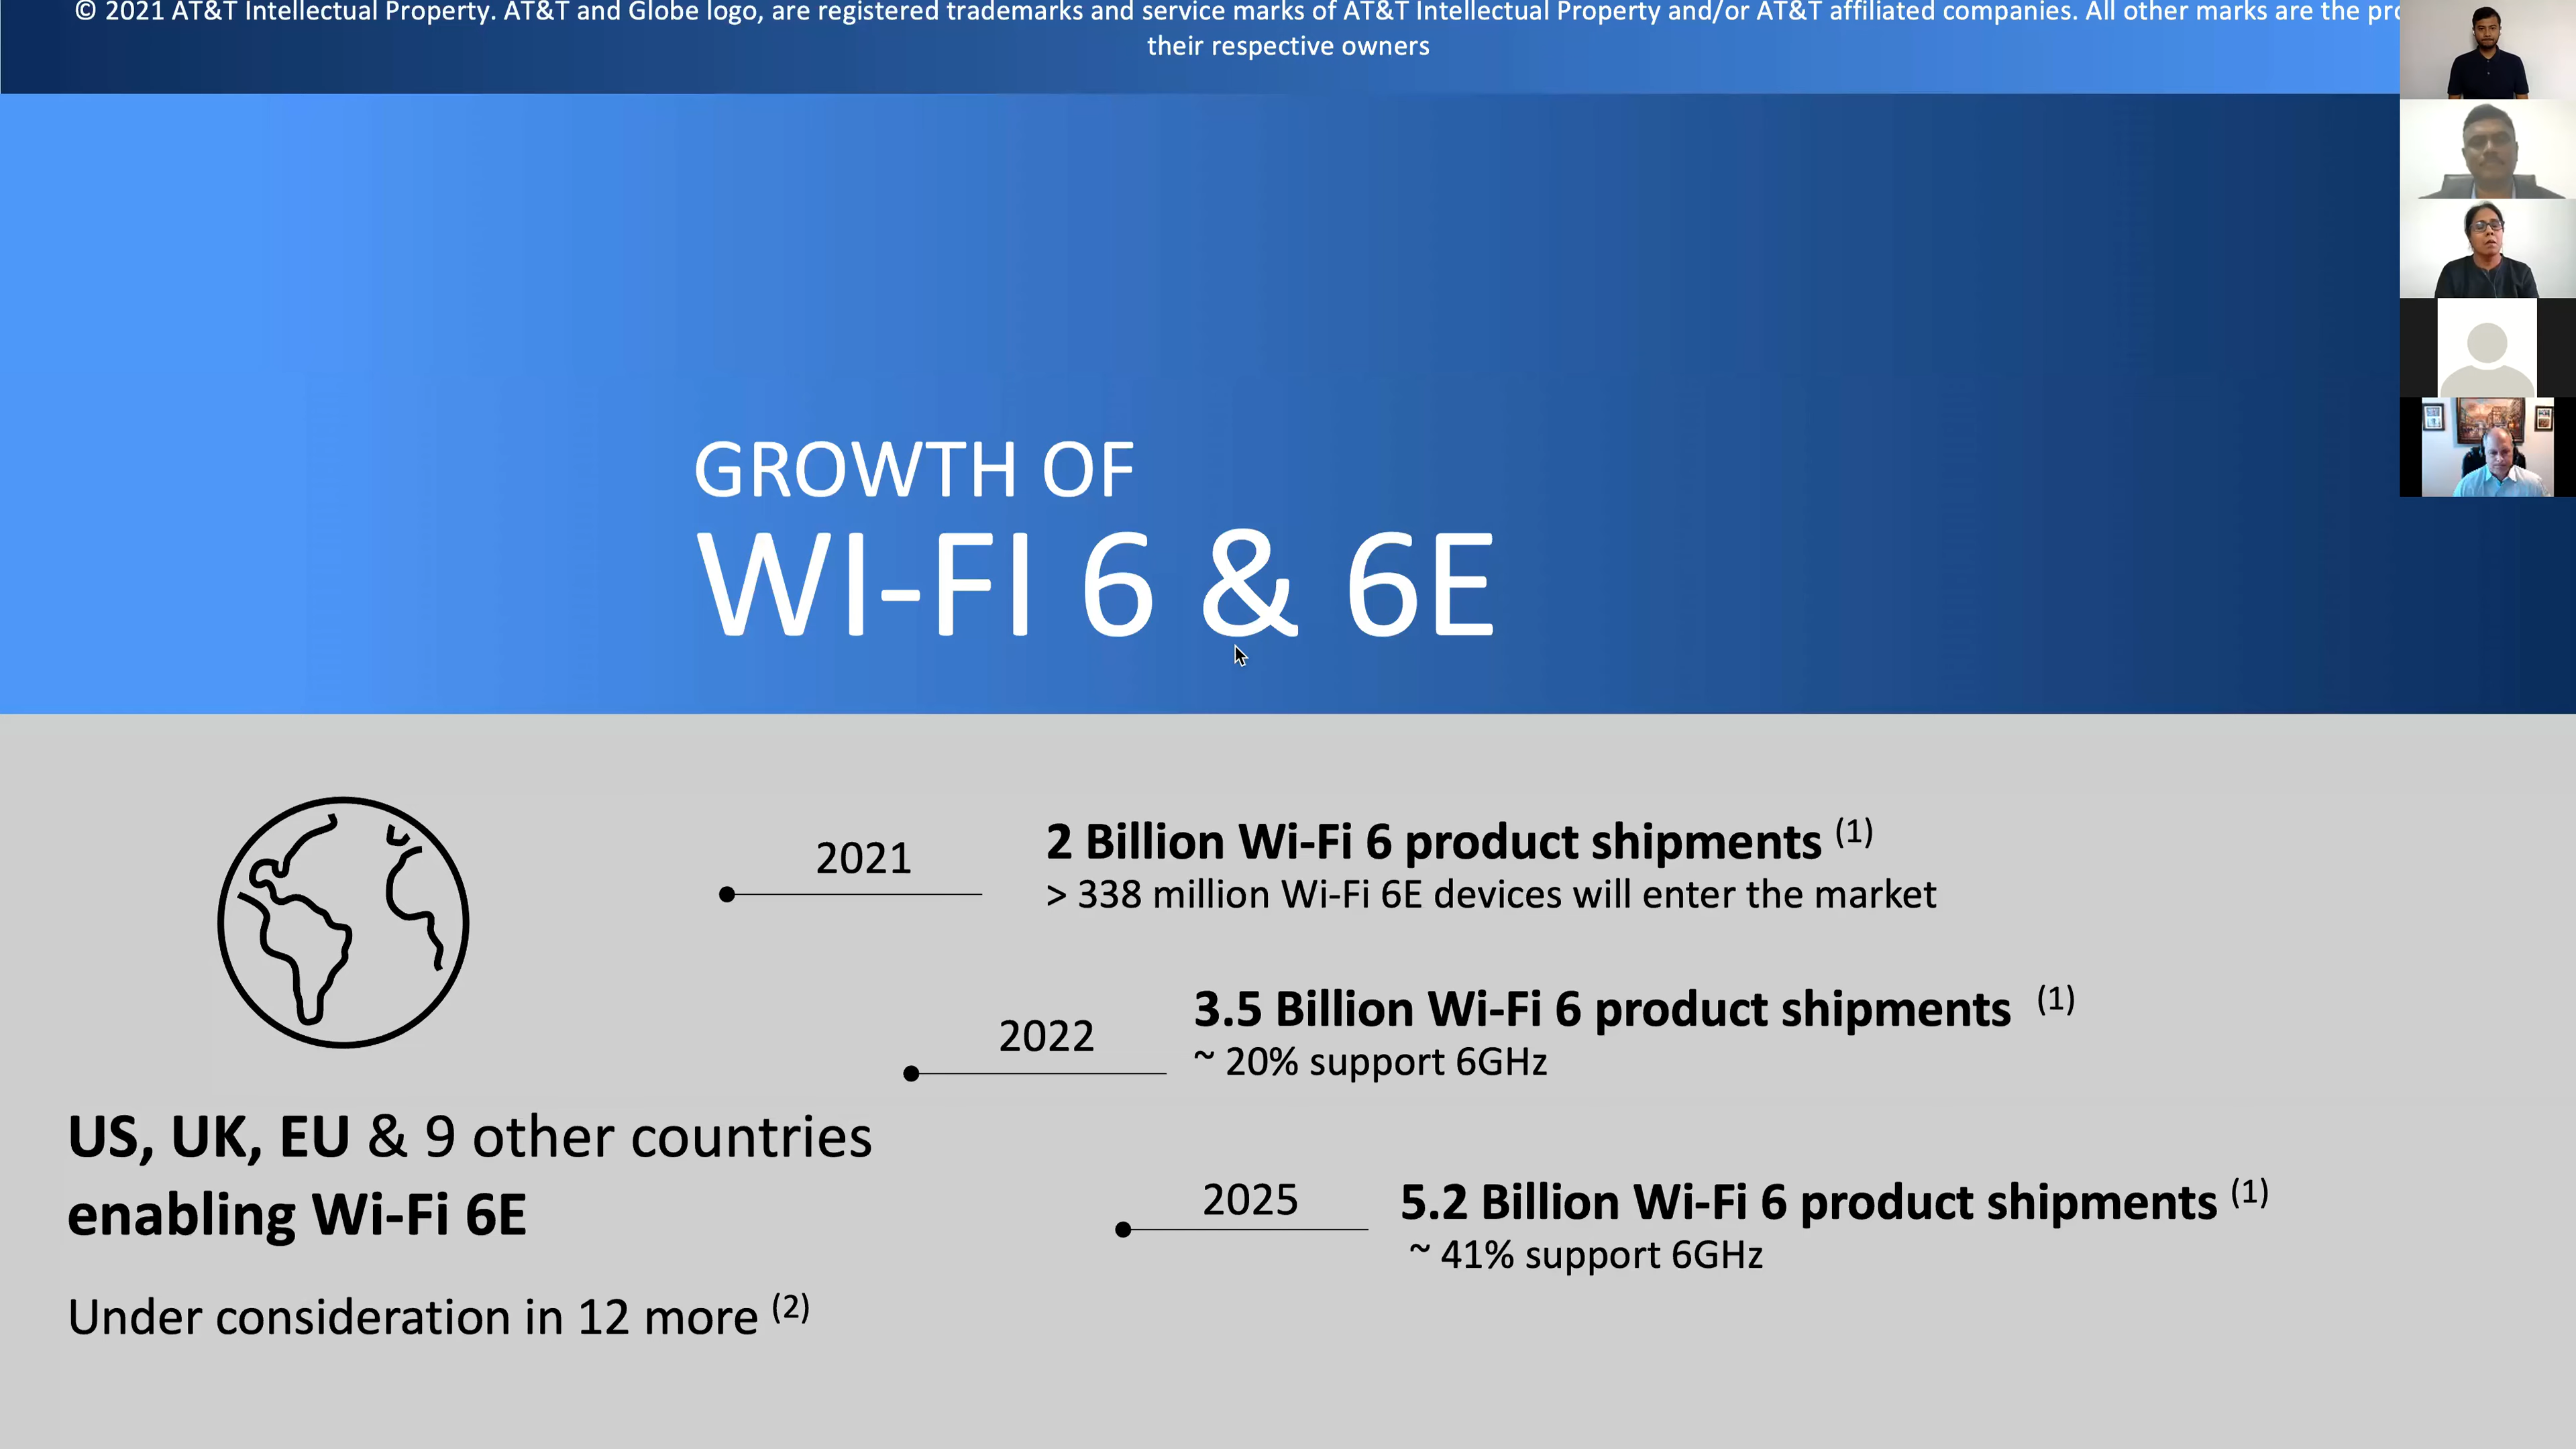 © 2021 AT&T Intellectual Property. AT&T and Globe logo, are registered trademarks and service marks of AT&T Intellectual Property and/or AT&T affiliated companies. All other marks are the
their respective owners
GROWTH OF
WI-FI 6 & 6E
2021
2 Billion Wi-Fi 6 product shipments (1)
> 338 million Wi-Fi 6E devices will enter the market
2022
3.5 Billion Wi-Fi 6 product shipments (1)
~ 20% support 6GHz
US, UK, EU & 9 other countries
enabling Wi-Fi 6E
Under consideration in 12 more (2)
2025
5.2 Billion Wi-Fi 6 product shipments (1)
~ 41% support 6GHz